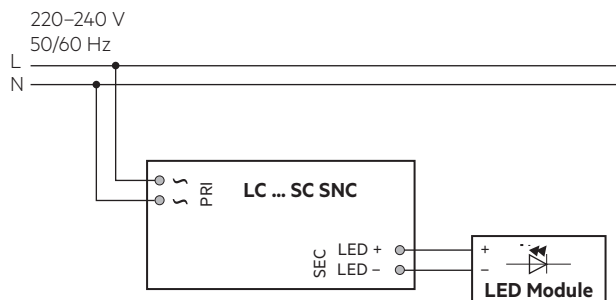 220–240 V
50/60 Hz
L
N
~
~
PRI
LC ... SC SNC
SEC
LED +
LED –
+
–
LED Module